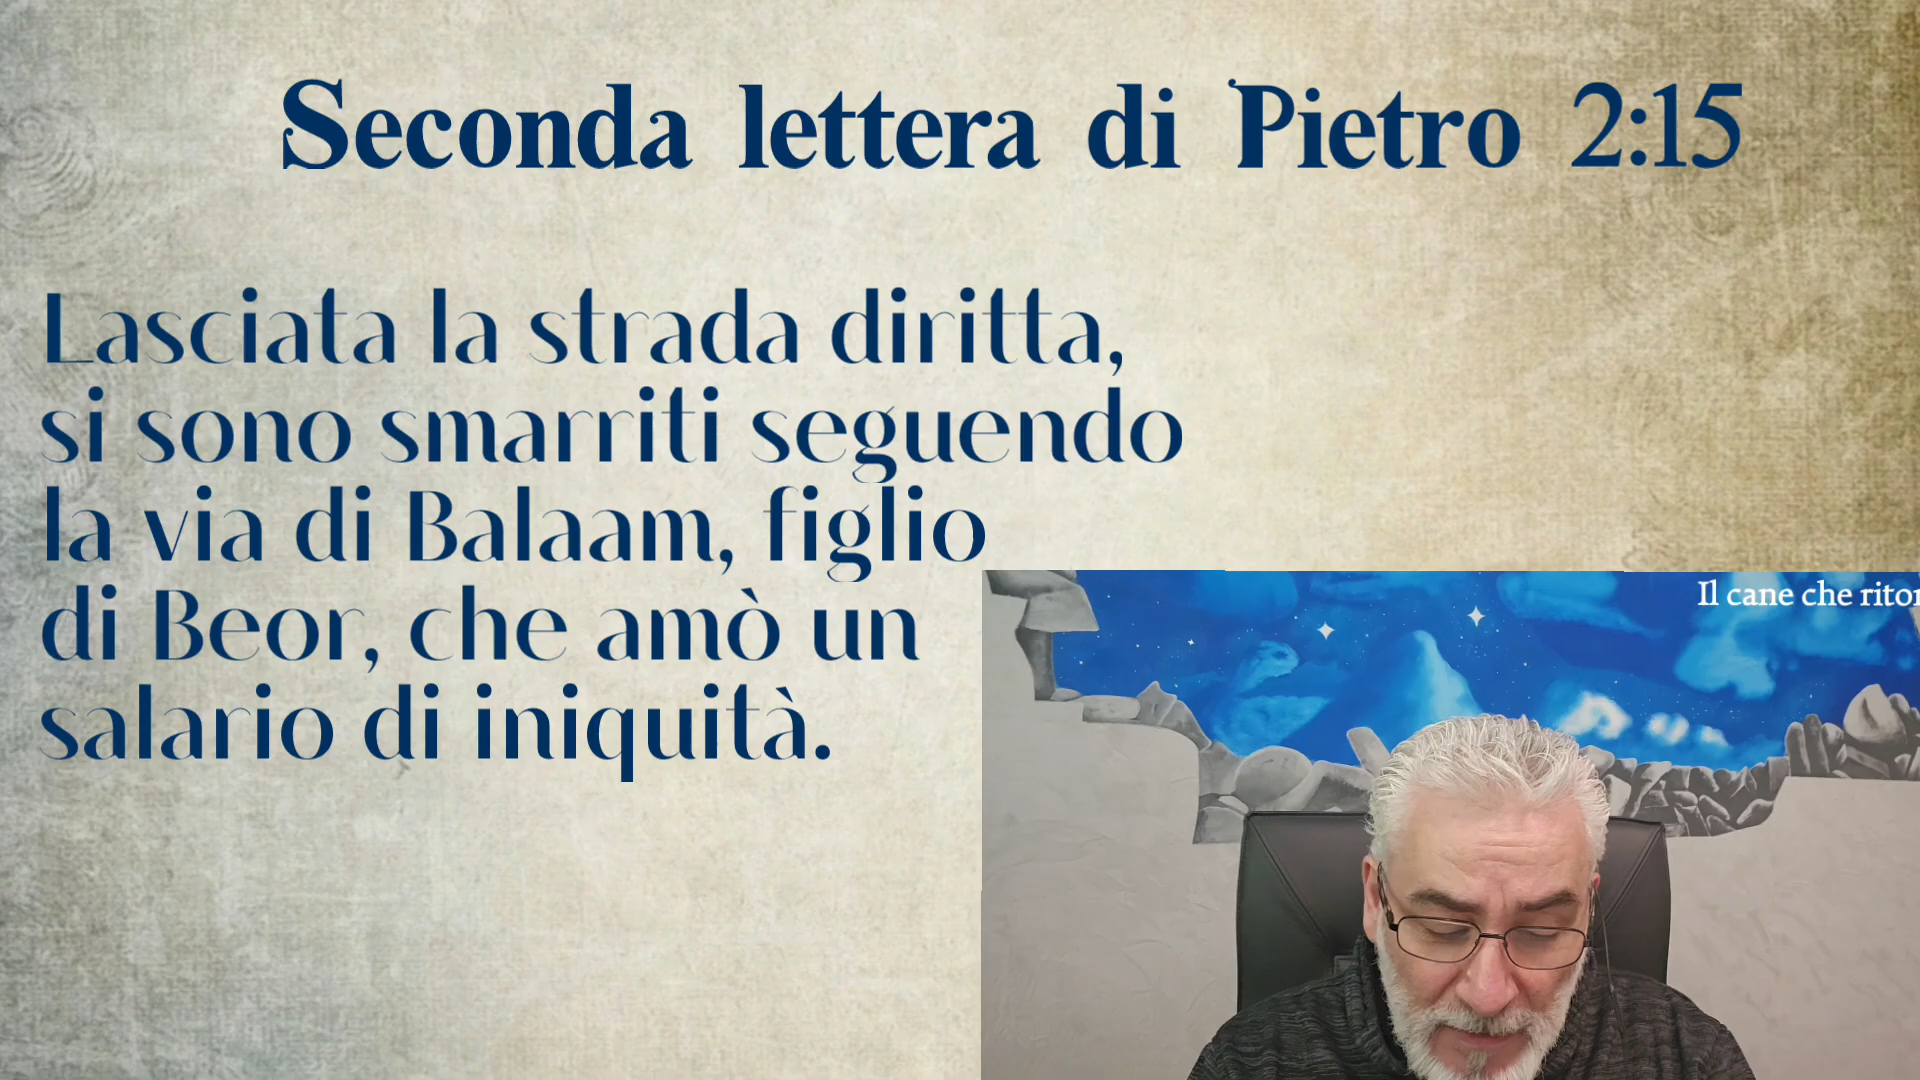 Seconda lettera di Pietro 2:15
Lasciata la strada diritta,
si sono smarriti seguendo
la via di Balaam, figlio
di Beor, che amò un
salario di iniquità.
Il cane che